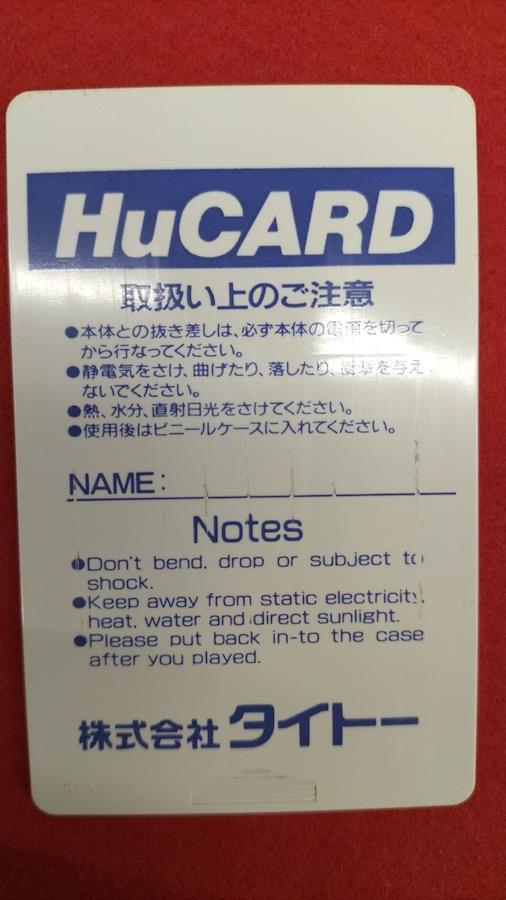 HuCARD
取扱い上のご注意
●本体との抜き差しは、必ず本体の電源を切って
から行なってください。
●静電気をさけ、曲げたり、落したり、衝撃を与え
ないでください。
●熱、水分、直射日光をさけてください。
●使用後はビニールケースに入れてください。
NAME:
Notes
●Don't bend, drop or subject to
shock.
●Keep away from static electricity,
heat, water and direct sunlight.
●Please put back in-to the case
after you played.
株式会社 タイトー